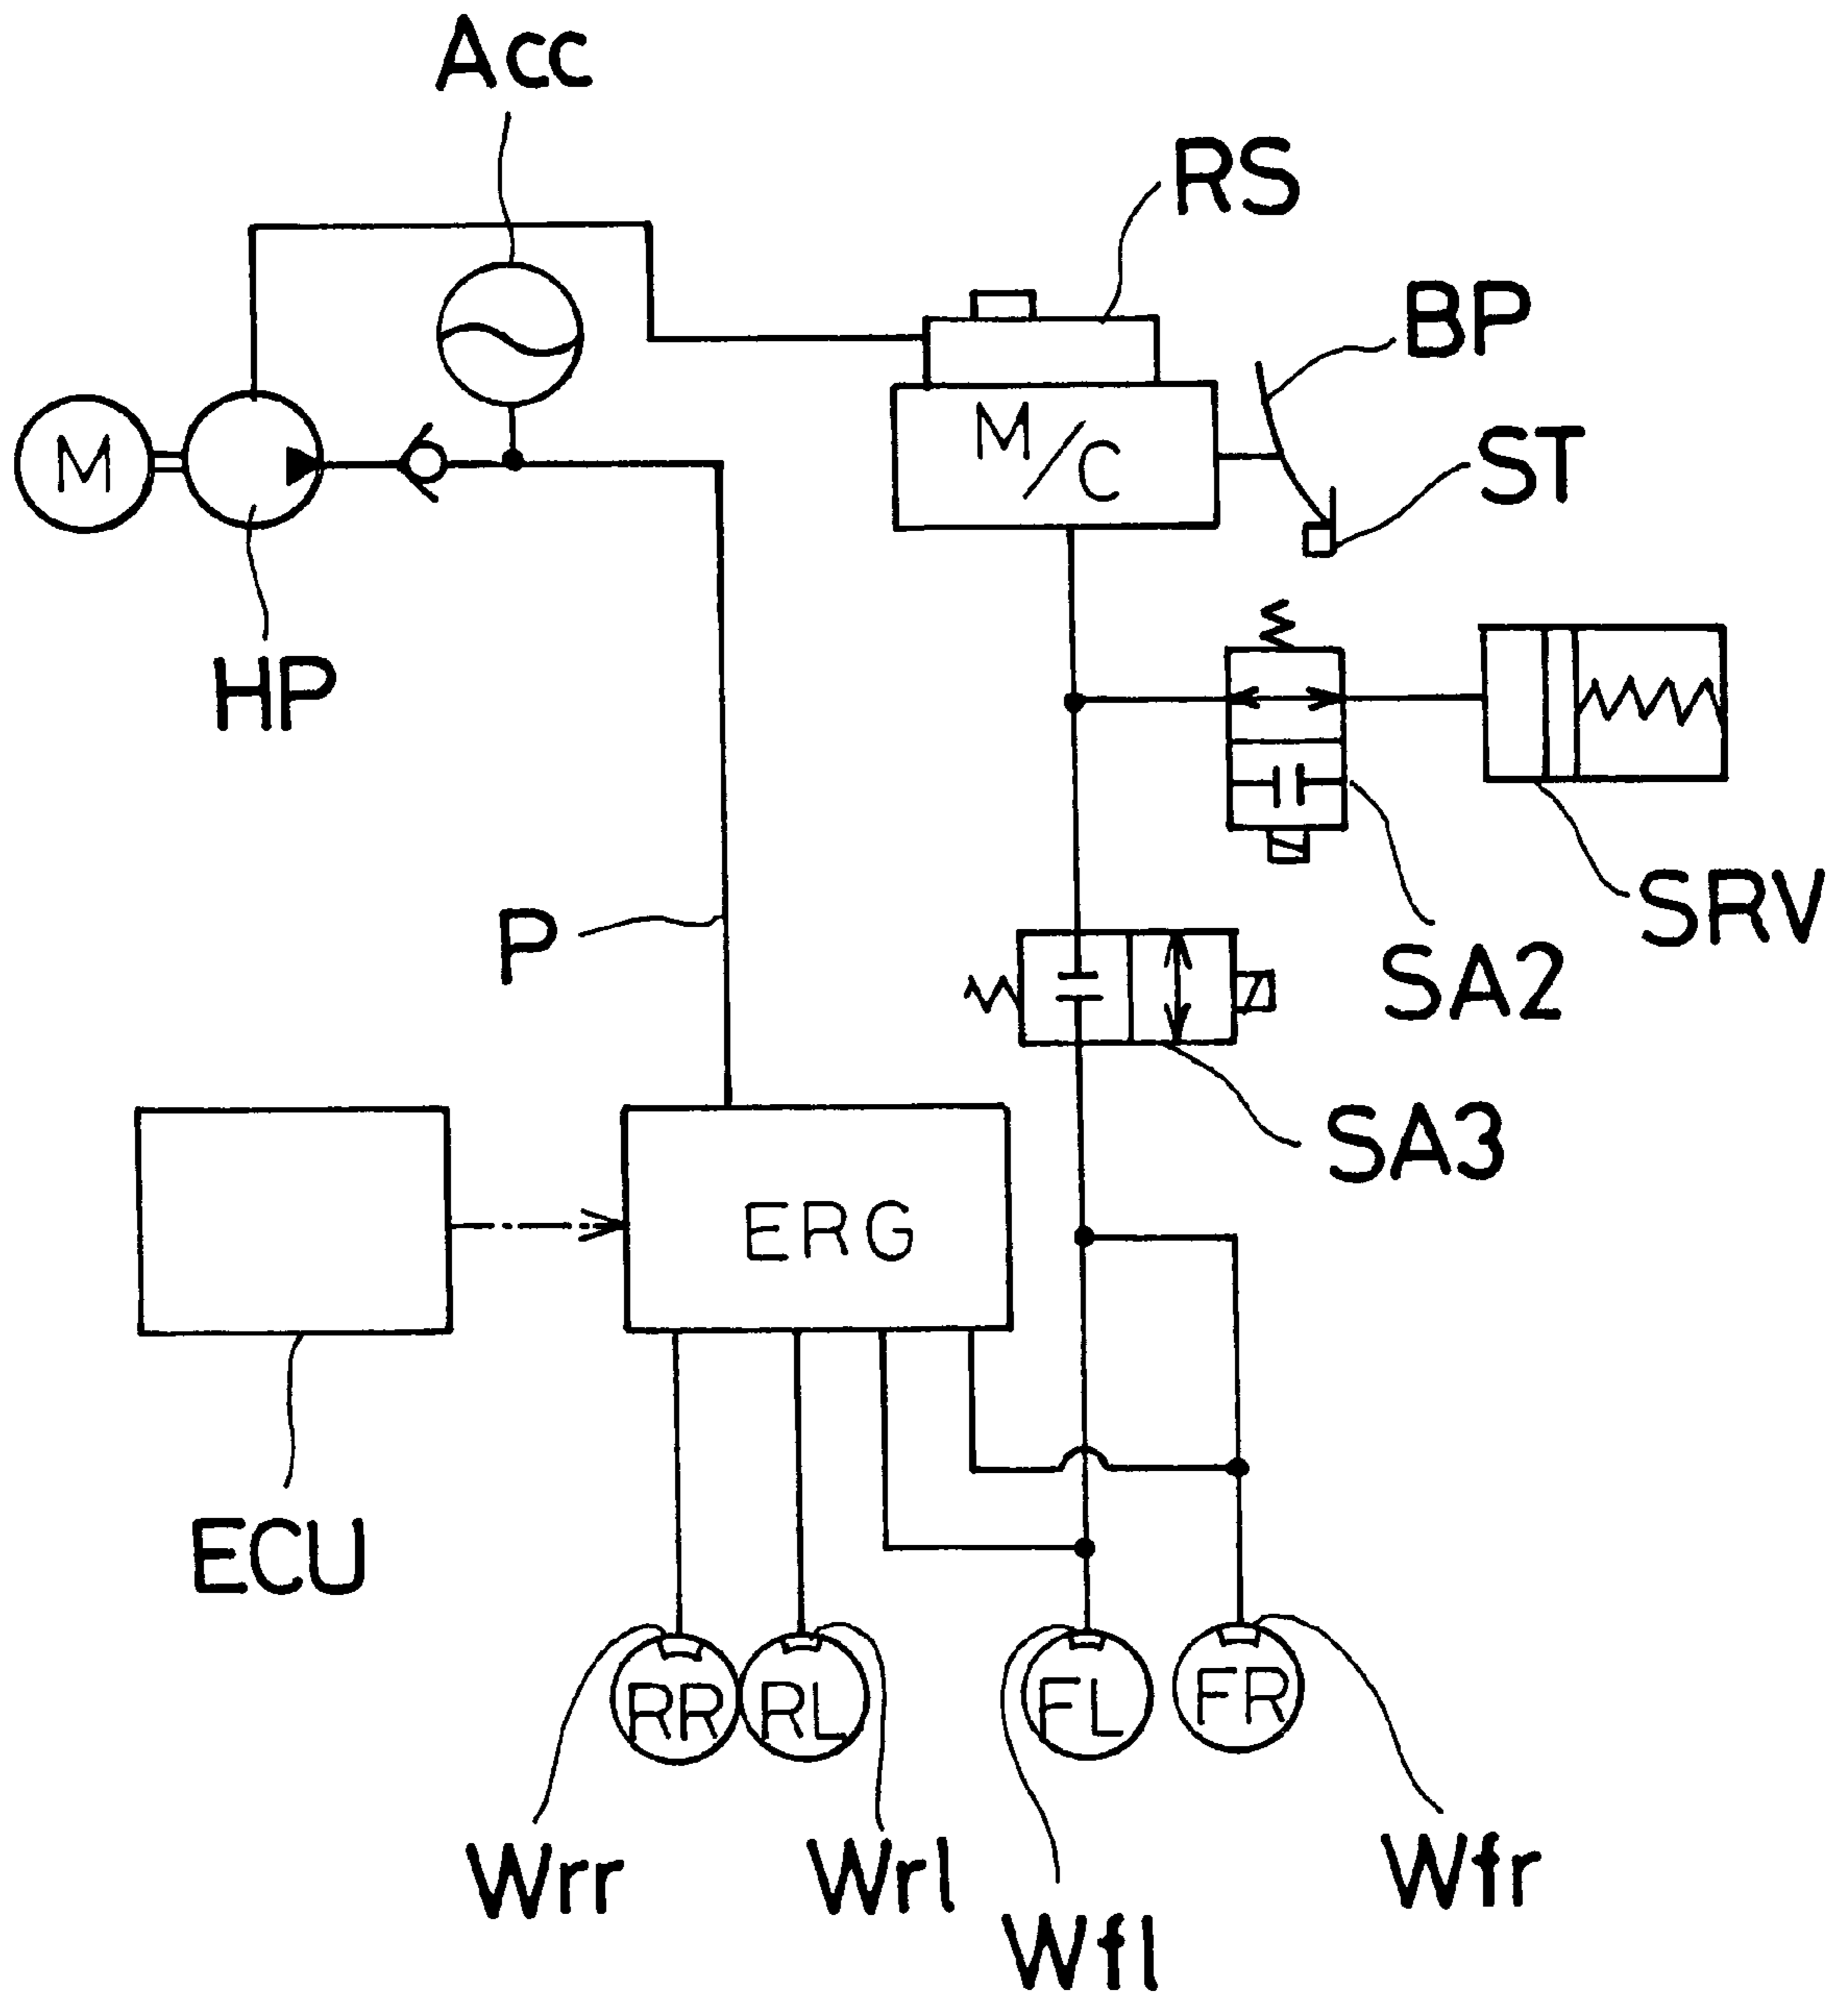 Acc
RS
BP
M
M/C
ST
HP
SRV
P
SA2
SA3
ERG
ECU
RR
RL
FL
FR
Wrr
Wrl
Wfr
Wfl